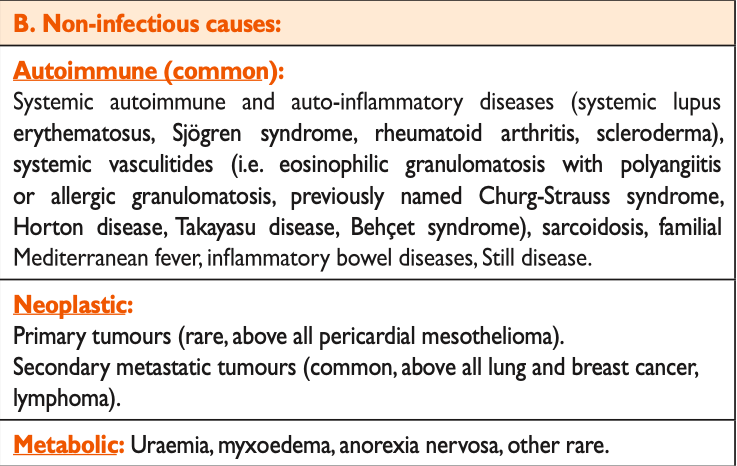 B. Non-infectious causes:
Autoimmune (common):
Systemic autoimmune and auto-inflammatory diseases (systemic lupus
erythematosus, Sjögren syndrome, rheumatoid arthritis, scleroderma),
systemic vasculitides (i.e. eosinophilic granulomatosis with polyangiitis
or allergic granulomatosis, previously named Churg-Strauss syndrome,
Horton disease, Takayasu disease, Behçet syndrome), sarcoidosis, familial
Mediterranean fever, inflammatory bowel diseases, Still disease.
Neoplastic:
Primary tumours (rare, above all pericardial mesothelioma).
Secondary metastatic tumours (common, above all lung and breast cancer,
lymphoma).
Metabolic: Uraemia, myxoedema, anorexia nervosa, other rare.